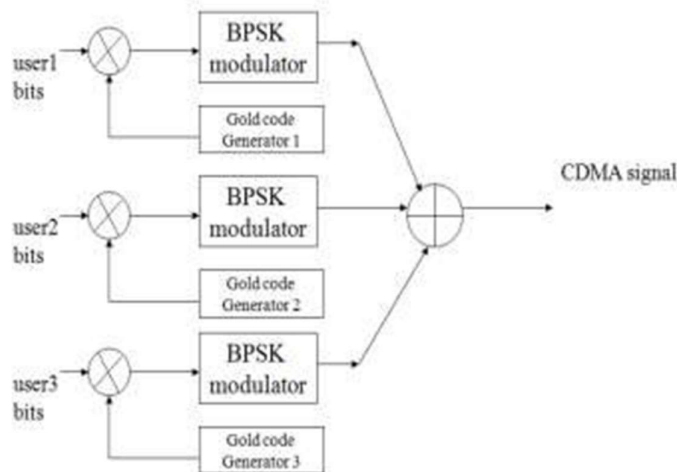 user1
bits
BPSK
modulator
Gold code
Generator 1
user2
bits
BPSK
modulator
Gold code
Generator 2
user3
bits
BPSK
modulator
Gold code
Generator 3
CDMA signal